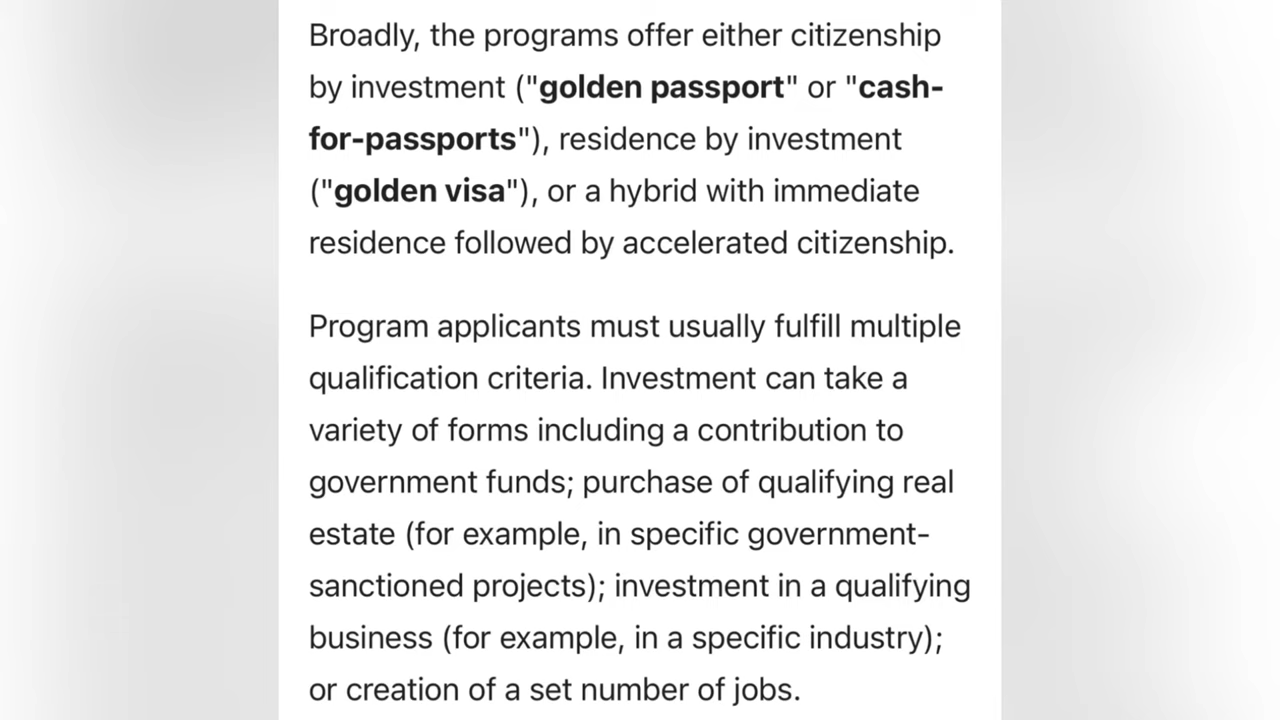 Broadly, the programs offer either citizenship
by investment ("golden passport" or "cash-
for-passports"), residence by investment
("golden visa"), or a hybrid with immediate
residence followed by accelerated citizenship.
Program applicants must usually fulfill multiple
qualification criteria. Investment can take a
variety of forms including a contribution to
government funds; purchase of qualifying real
estate (for example, in specific government-
sanctioned projects); investment in a qualifying
business (for example, in a specific industry);
or creation of a set number of jobs.